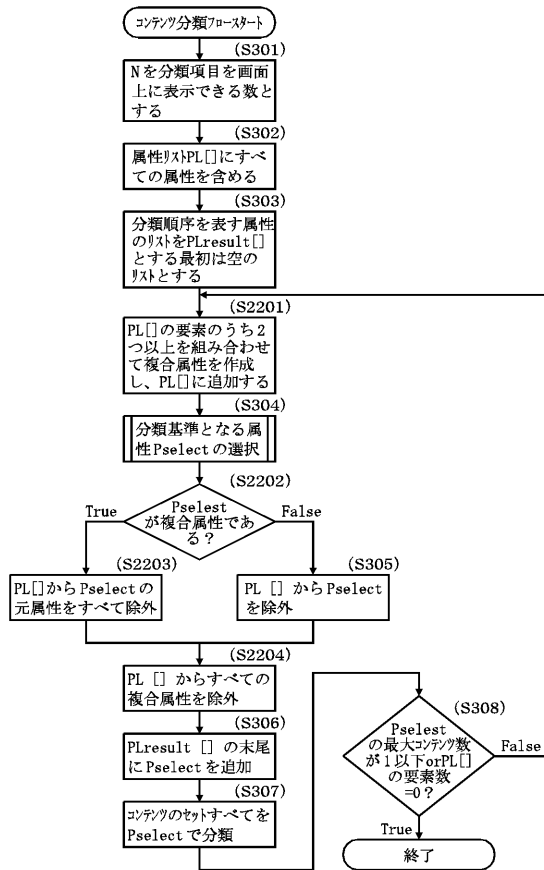 コンテンツ分類フロースタート
(S301)
Nを分類項目を画面
上に表示できる数と
する
(S302)
属性リストPL[]にすべ
ての属性を含める
(S303)
分類順序を表す属性
のリストをPLresult[]
とする最初は空の
リストとする
(S2201)
PL[]の要素のうち2
つ以上を組み合わせ
て複合属性を作成
し、PL[]に追加する
(S304)
分類基準となる属
性Pselectの選択
(S2202)
Pselest
が複合属性であ
る?
True
False
(S2203)
PL[]からPselectの
元属性をすべて除外
(S305)
PL [] からPselect
を除外
(S2204)
PL [] からすべての
複合属性を除外
(S306)
PLresult [] の末尾
にPselectを追加
(S307)
コンテンツのセットすべてを
Pselectで分類
(S308)
Pselest
の最大コンテンツ数
が1以下orPL[]
の要素数
=0?
False
True
終了